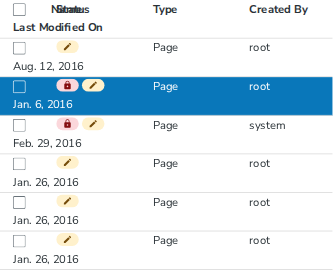 Name Status Type Created By
Last Modified On
Page root
Aug. 12, 2016
Page root
Jan. 6, 2016
Page system
Feb. 29, 2016
Page root
Jan. 26, 2016
Page root
Jan. 26, 2016
Page root
Jan. 26, 2016